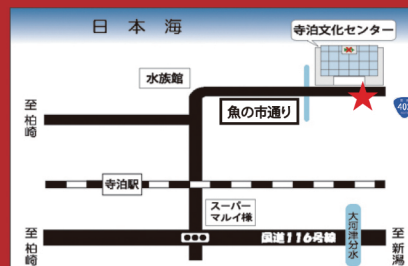 日本海
寺泊文化センター
水族館
魚の市通り
至柏崎
402
寺泊駅
スーパー
マルイ様
至柏崎
国道116号線
大河津分水
至新潟